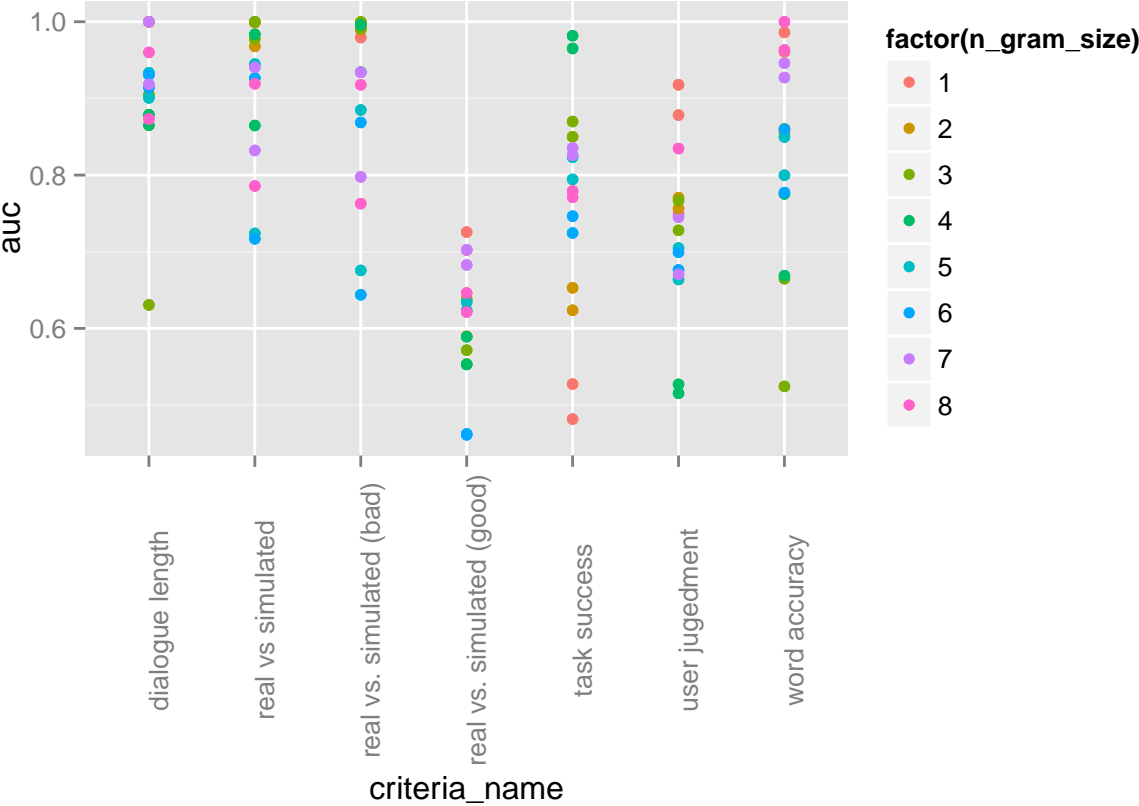 1.0
0.8
0.6
auc
dialogue length
real vs simulated
real vs. simulated (bad)
real vs. simulated (good)
task success
user jugedment
word accuracy
criteria_name
factor(n_gram_size)
1
2
3
4
5
6
7
8